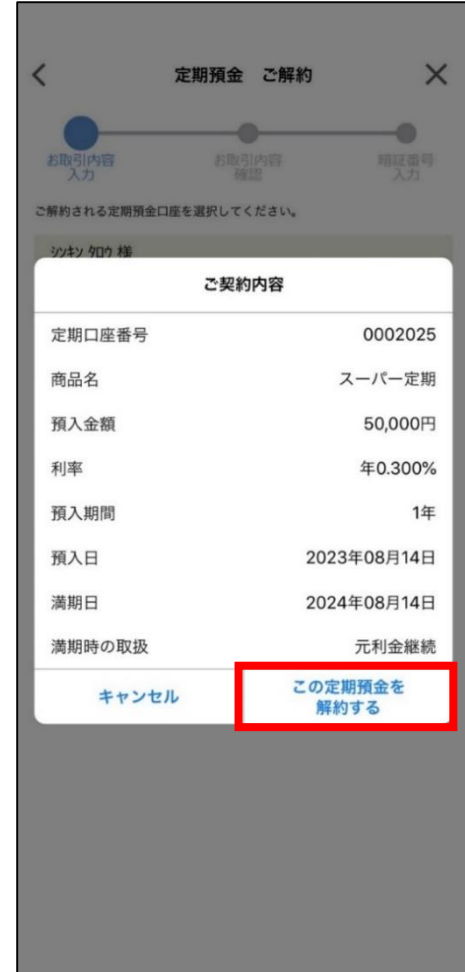 定期預金　ご解約
お取引内容
入力
お取引内容
確認
暗証番号
入力
ご解約される定期預金口座を選択してください。
シンキン タロウ 様
ご契約内容
定期口座番号 0002025
商品名 スーパー定期
預入金額 50,000円
利率 年0.300%
預入期間 1年
預入日 2023年08月14日
満期日 2024年08月14日
満期時の取扱 元利金継続
キャンセル
この定期預金を
解約する